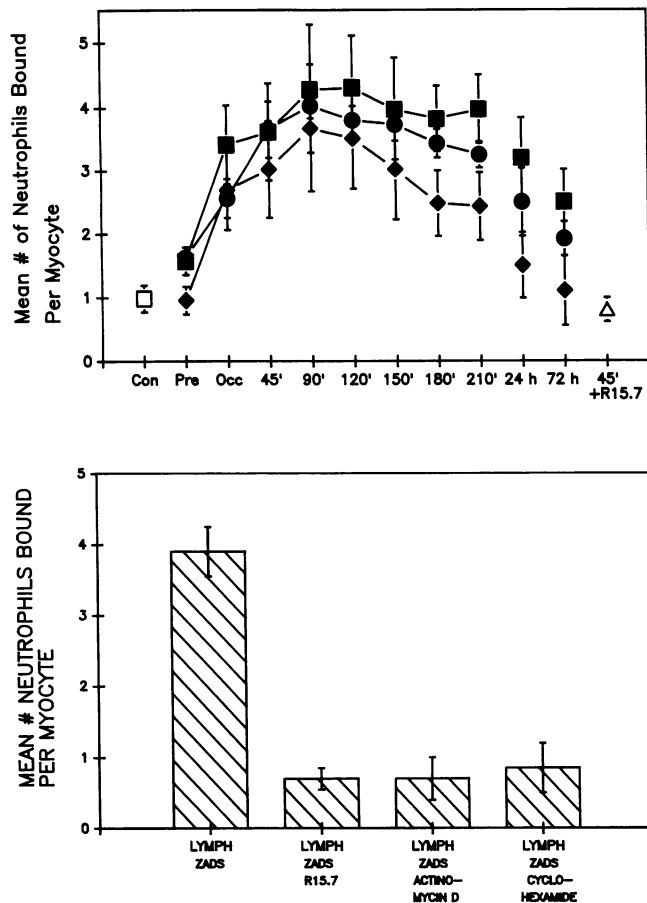 Mean # of Neutrophils Bound
Per Myocyte
5
4
3
2
1
0
Con Pre Occ 45' 90' 120' 150' 180' 210' 24 h 72 h 45'
+R15.7
MEAN # NEUTROPHILS BOUND
PER MYOCYTE
5
4
3
2
1
0
LYMPH LYMPH LYMPH LYMPH
ZADS ZADS ZADS ZADS
R15.7 ACTINO- CYCLO-
MYCIN D HEXAMIDE